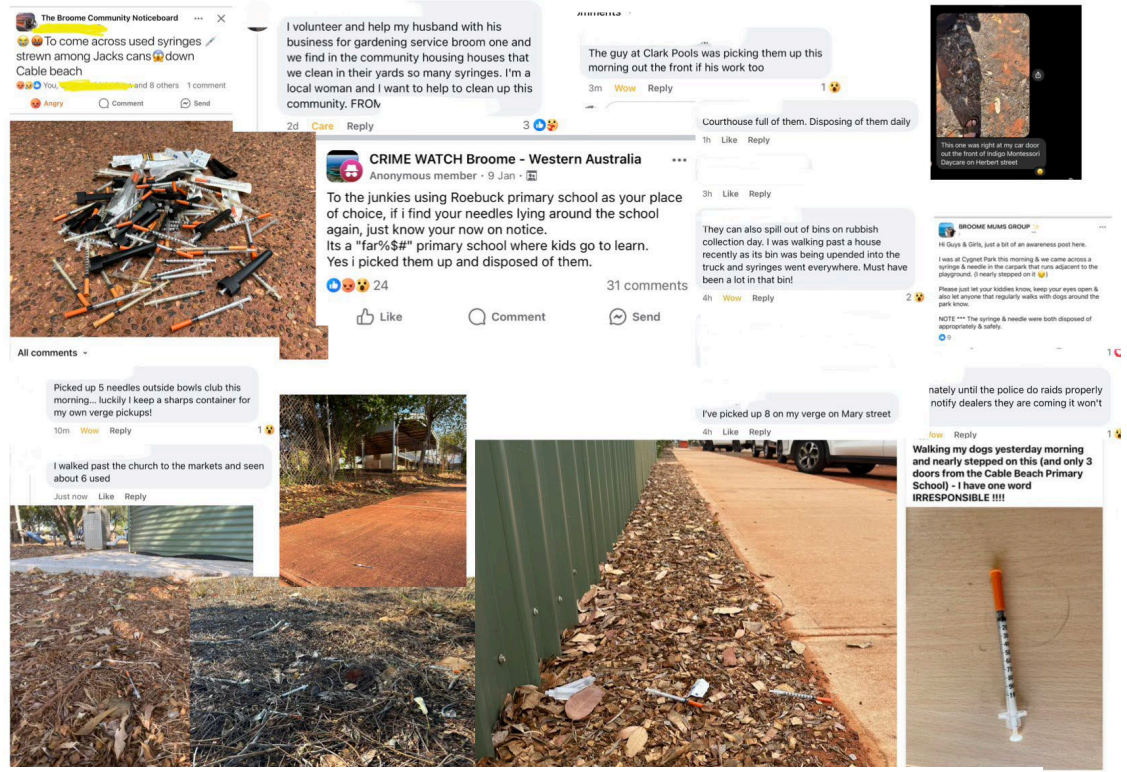 The Broome Community Noticeboard
To come across used syringes
strewn among Jacks cans down
Cable beach
You,
and 8 others 1 comment
Angry Comment Send
I volunteer and help my husband with his
business for gardening service broom one and
we find in the community housing houses that
we clean in their yards so many syringes. I'm a
local woman and I want to help to clean up this
community. FROM
2d Care Reply 3
The guy at Clark Pools was picking them up this
morning out the front if his work too
3m Wow Reply 1
Courthouse full of them. Disposing of them daily
1h Like Reply
3h Like Reply
They can also spill out of bins on rubbish
collection day. I was walking past a house
recently as its bin was being upended into the
truck and syringes went everywhere. Must have
been a lot in that bin!
4h Wow Reply 2
I've picked up 8 on my verge on Mary street
4h Like Reply
This one was right at my car door
out the front of Indigo Montessori
Daycare on Herbert street
CRIME WATCH Broome - Western Australia
Anonymous member · 9 Jan ·
To the junkies using Roebuck primary school as your place
of choice, if i find your needles lying around the school
again, just know your now on notice.
Its a "far%$#" primary school where kids go to learn.
Yes i picked them up and disposed of them.
24 31 comments
Like Comment Send
BROOME MUMS GROUP
Hi Guys & Girls, just a bit of an awareness post here.
I was at Cygnet Park this morning & we came across a
syringe & needle in the carpark that runs adjacent to the
playground. (I nearly stepped on it )
Please just let your kiddies know, keep your eyes open &
also let anyone that regularly walks with dogs around the
park know.
NOTE *** The syringe & needle were both disposed of
appropriately & safely.
9
1
nately until the police do raids properly
notify dealers they are coming it won't
Reply 1
All comments
Picked up 5 needles outside bowls club this
morning... luckily I keep a sharps container for
my own verge pickups!
10m Wow Reply 1
I walked past the church to the markets and seen
about 6 used
Just now Like Reply
Walking my dogs yesterday morning
and nearly stepped on this (and only 3
doors from the Cable Beach Primary
School) - I have one word
IRRESPONSIBLE !!!!